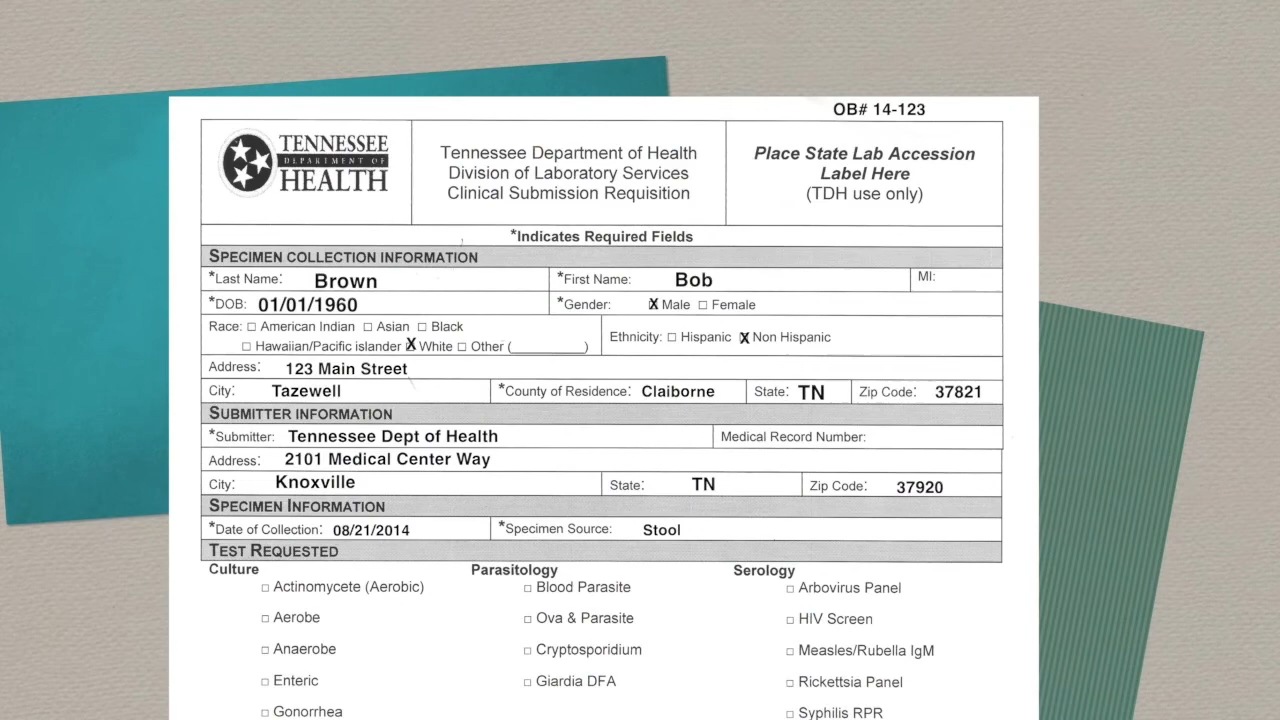 OB# 14-123
TENNESSEE
DEPARTMENT OF
HEALTH
Tennessee Department of Health
Division of Laboratory Services
Clinical Submission Requisition
Place State Lab Accession
Label Here
(TDH use only)
*Indicates Required Fields
SPECIMEN COLLECTION INFORMATION
*Last Name: Brown *First Name: Bob MI:
*DOB: 01/01/1960 *Gender: X Male □ Female
Race: □ American Indian □ Asian □ Black
□ Hawaiian/Pacific islander X White □ Other (__________)
Ethnicity: □ Hispanic X Non Hispanic
Address: 123 Main Street
City: Tazewell *County of Residence: Claiborne State: TN Zip Code: 37821
SUBMITTER INFORMATION
*Submitter: Tennessee Dept of Health Medical Record Number:
Address: 2101 Medical Center Way
City: Knoxville State: TN Zip Code: 37920
SPECIMEN INFORMATION
*Date of Collection: 08/21/2014 *Specimen Source: Stool
TEST REQUESTED
Culture
□ Actinomycete (Aerobic)
□ Aerobe
□ Anaerobe
□ Enteric
□ Gonorrhea
Parasitology
□ Blood Parasite
□ Ova & Parasite
□ Cryptosporidium
□ Giardia DFA
Serology
□ Arbovirus Panel
□ HIV Screen
□ Measles/Rubella IgM
□ Rickettsia Panel
□ Syphilis RPR